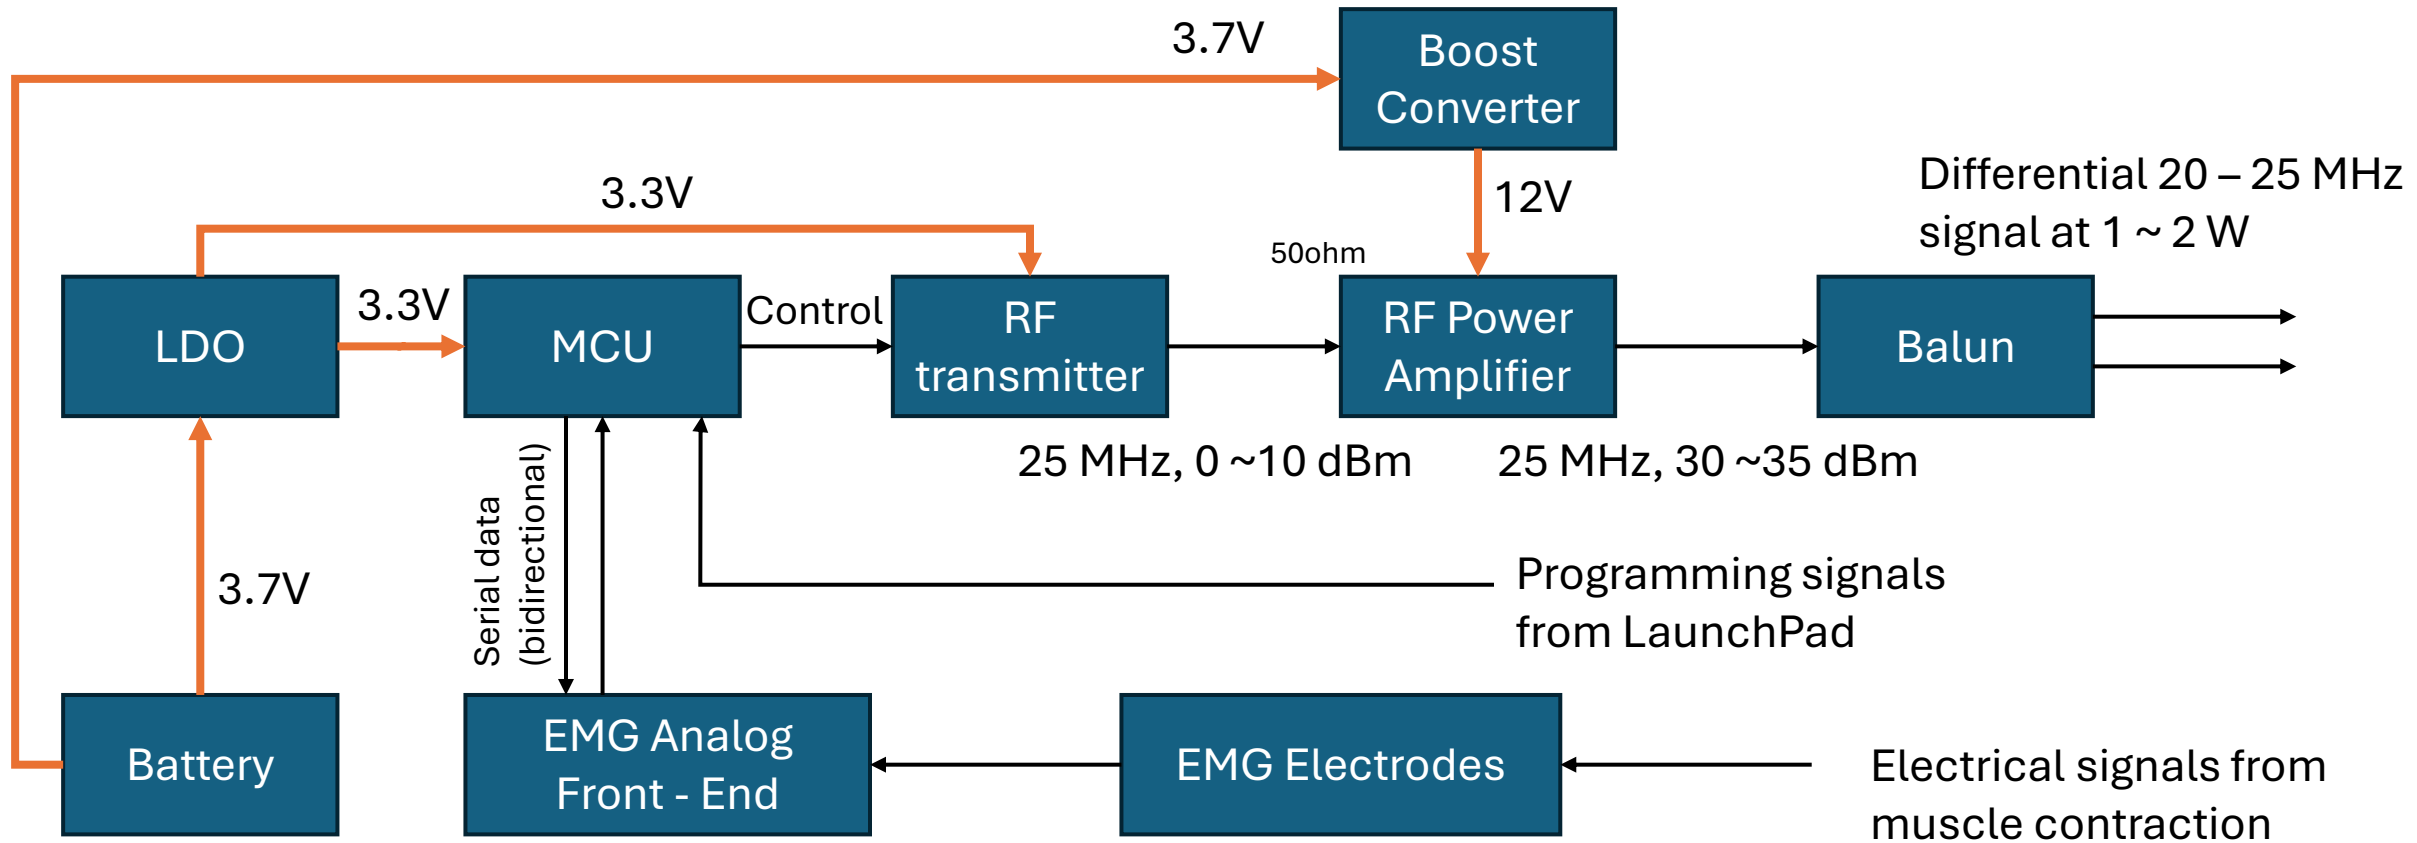 3.7V
Boost
Converter
Differential 20 – 25 MHz
signal at 1 ~ 2 W
3.3V
12V
50ohm
LDO
3.3V
MCU
Control
RF
transmitter
RF Power
Amplifier
Balun
25 MHz, 0 ~10 dBm
25 MHz, 30 ~35 dBm
Serial data
(bidirectional)
3.7V
Programming signals
from LaunchPad
Battery
EMG Analog
Front - End
EMG Electrodes
Electrical signals from
muscle contraction